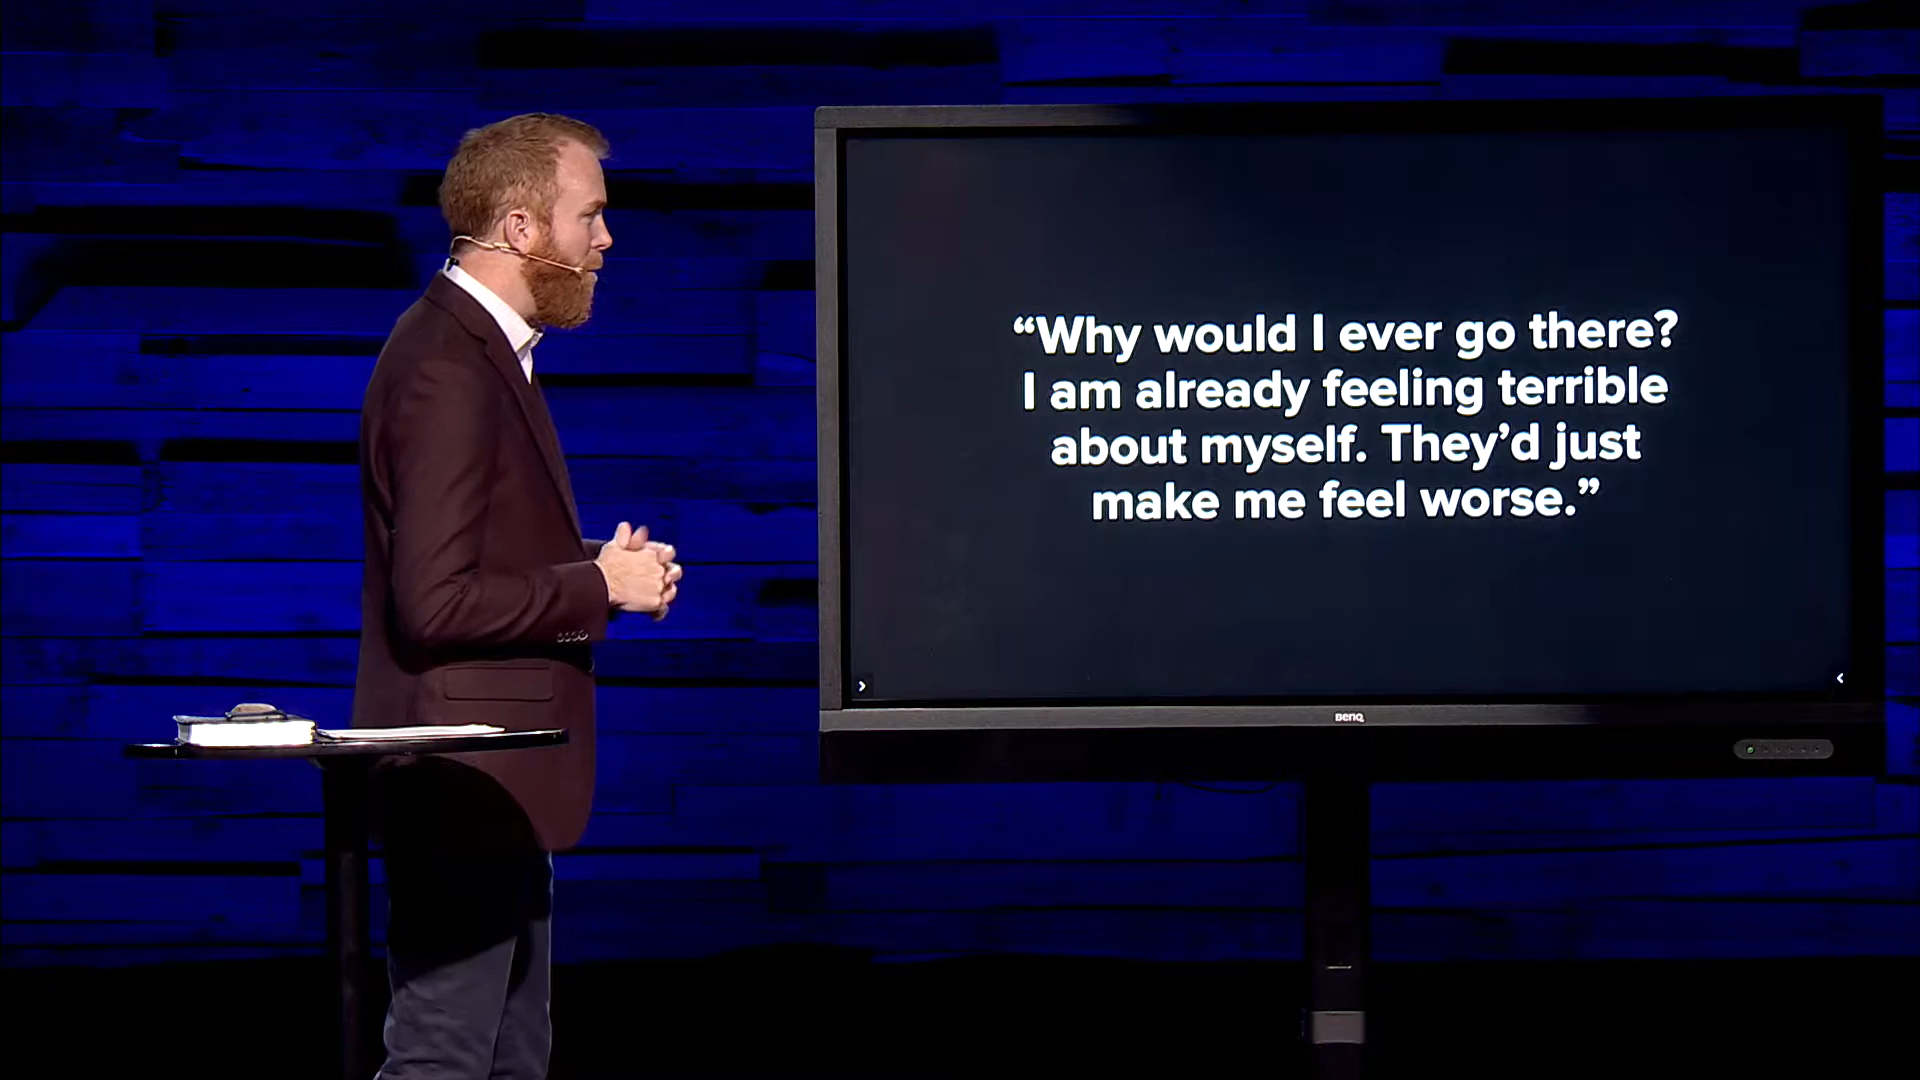 “Why would I ever go there?
I am already feeling terrible
about myself. They’d just
make me feel worse.”
BenQ